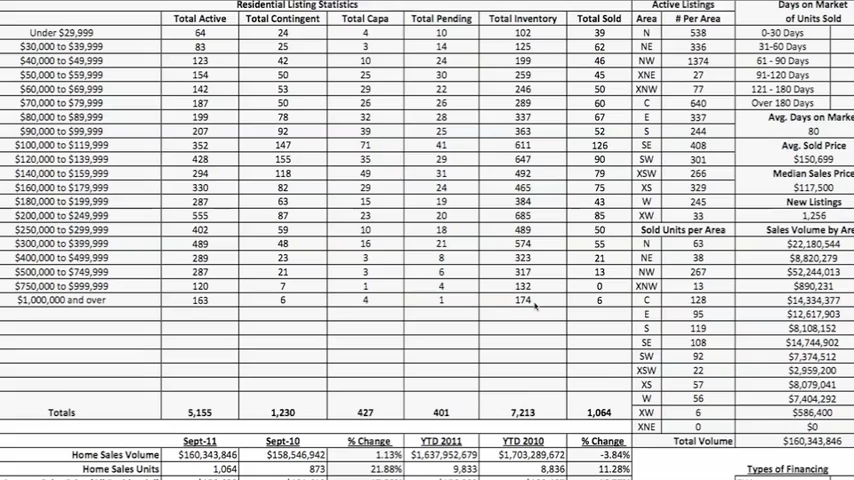 Residential Listing Statistics Active Listings Days on Market
Total Active Total Contingent Total Capa Total Pending Total Inventory Total Sold Area # Per Area of Units Sold
Under $29,999 64 24 4 10 102 39 N 538 0-30 Days
$30,000 to $39,999 83 25 3 14 125 62 NE 336 31-60 Days
$40,000 to $49,999 123 42 10 24 199 46 NW 1374 61 - 90 Days
$50,000 to $59,999 154 50 25 30 259 45 XNE 27 91-120 Days
$60,000 to $69,999 142 53 29 22 246 50 XNW 77 121 - 180 Days
$70,000 to $79,999 187 50 26 26 289 60 C 640 Over 180 Days
$80,000 to $89,999 199 78 32 28 337 67 E 337 Avg. Days on Marke
$90,000 to $99,999 207 92 39 25 363 52 S 244 80
$100,000 to $119,999 352 147 71 41 611 126 SE 408 Avg. Sold Price
$120,000 to $139,999 428 155 35 29 647 90 SW 301 $150,699
$140,000 to $159,999 294 118 49 31 492 79 XSW 266 Median Sales Price
$160,000 to $179,999 330 82 29 24 465 75 XS 329 $117,500
$180,000 to $199,999 287 63 15 19 384 43 W 245 New Listings
$200,000 to $249,999 555 87 23 20 685 85 XW 33 1,256
$250,000 to $299,999 402 59 10 18 489 50 Sold Units per Area Sales Volume by Are
$300,000 to $399,999 489 48 16 21 574 55 N 63 $22,180,544
$400,000 to $499,999 289 23 3 8 323 21 NE 38 $8,820,279
$500,000 to $749,999 287 21 3 6 317 13 NW 267 $52,244,013
$750,000 to $999,999 120 7 1 4 132 0 XNW 13 $890,231
$1,000,000 and over 163 6 4 1 174 6 C 128 $14,334,377
E 95 $12,617,903
S 119 $8,108,152
SE 108 $14,744,902
SW 92 $7,374,512
XSW 22 $2,959,200
XS 57 $8,079,041
W 56 $7,404,292
Totals 5,155 1,230 427 401 7,213 1,064 XW 6 $586,400
XNE 0 $0
Sept-11 Sept-10 % Change YTD 2011 YTD 2010 % Change Total Volume $160,343,846
Home Sales Volume $160,343,846 $158,546,942 1.13% $1,637,952,679 $1,703,289,672 -3.84%
Home Sales Units 1,064 873 21.88% 9,833 8,836 11.28% Types of Financing